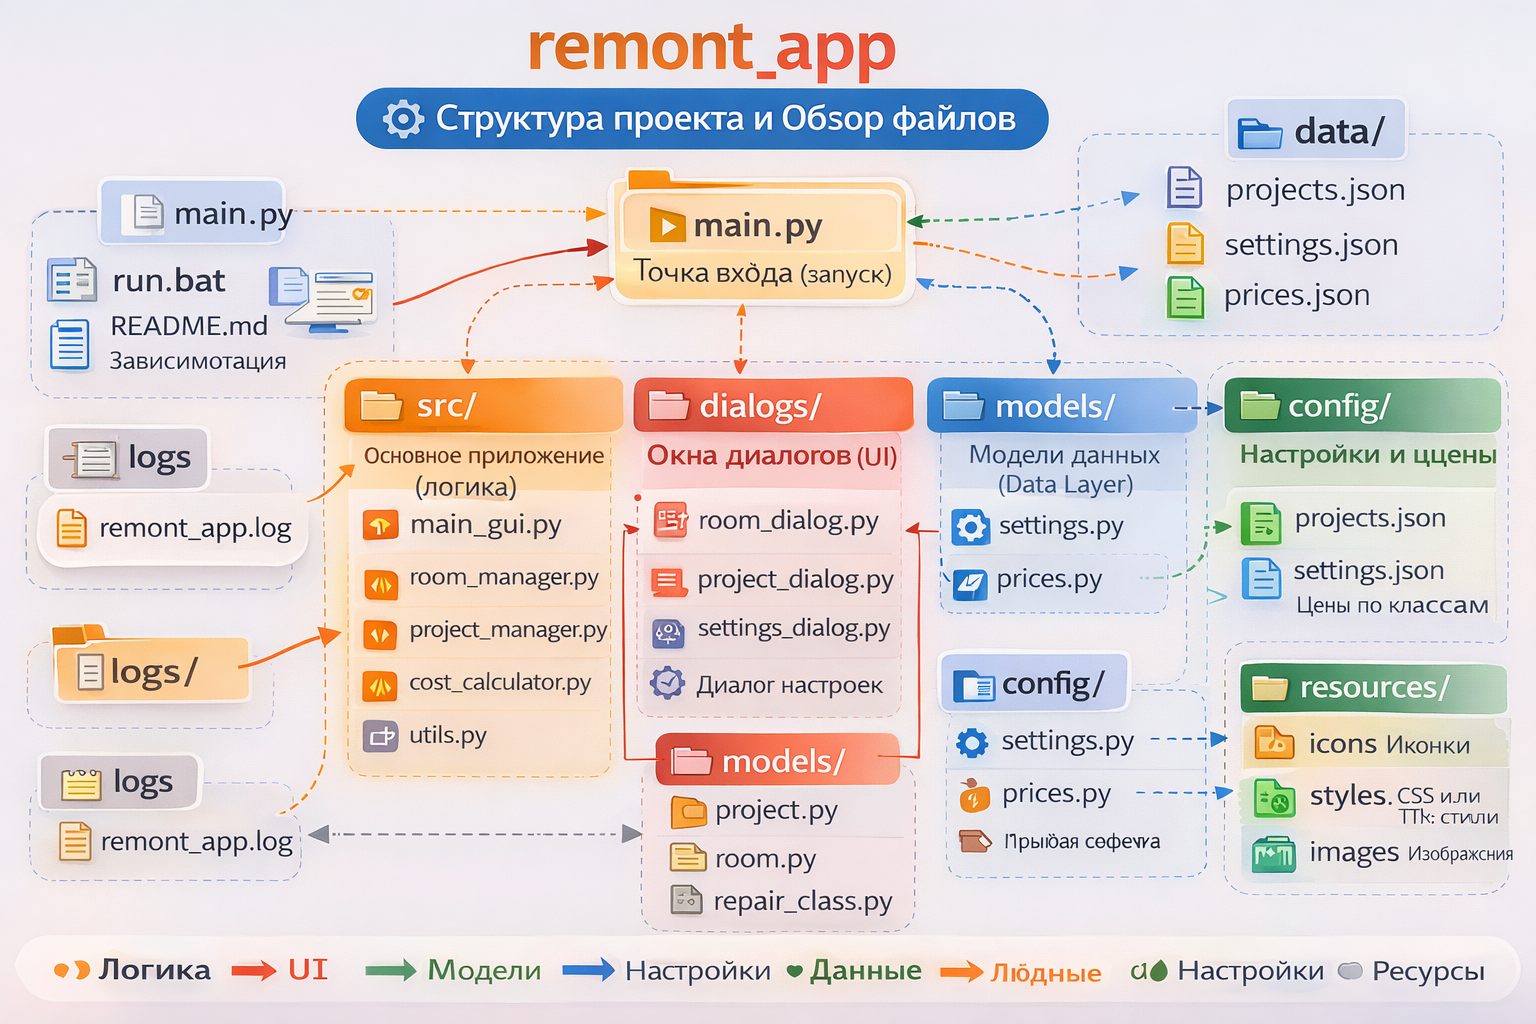 remont_app
Структура проекта и Обзор файлов
main.py
run.bat
README.md
Зависимотация
main.py
Точка входа (запуск)
data/
projects.json
settings.json
prices.json
logs
remont_app.log
logs/
logs
remont_app.log
src/
Основное приложение
(логика)
main_gui.py
room_manager.py
project_manager.py
cost_calculator.py
utils.py
dialogs/
Окна диалогов (UI)
room_dialog.py
project_dialog.py
settings_dialog.py
Диалог настроек
models/
project.py
room.py
repair_class.py
models/
Модели данных
(Data Layer)
settings.py
prices.py
config/
settings.py
prices.py
config/
Настройки и ццены
projects.json
settings.json
Цены по классам
resources/
icons Иконки
styles. CSS или
стили
images
Логика UI Модели Настройки Данные Настройки Ресурсы